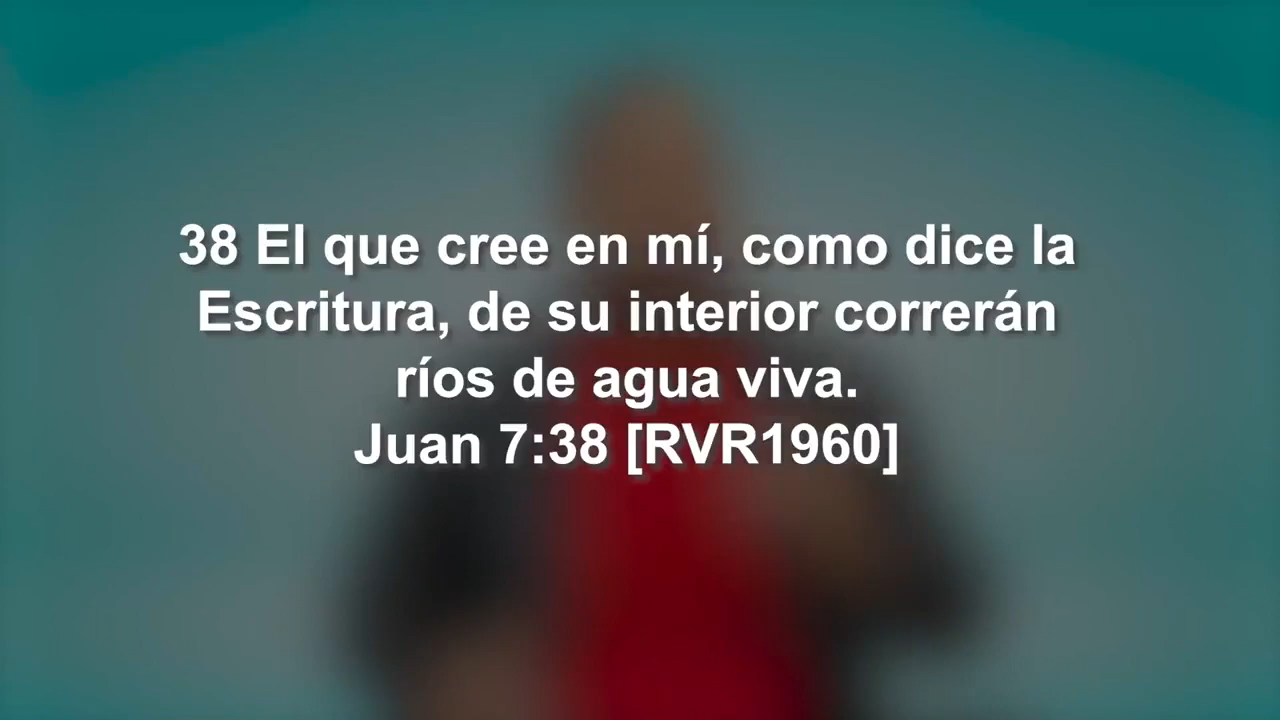 38 El que cree en mí, como dice la
Escritura, de su interior correrán
ríos de agua viva.
Juan 7:38 [RVR1960]